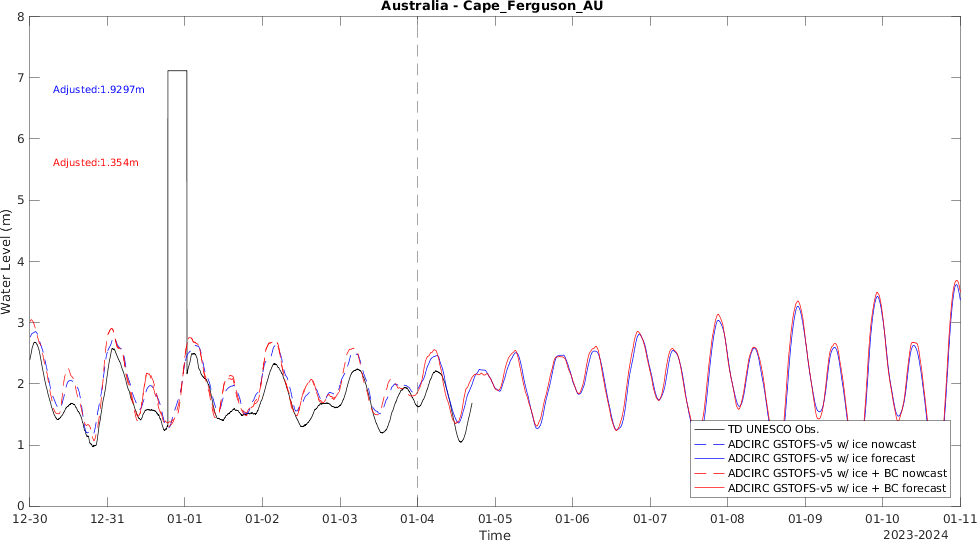 Australia - Cape_Ferguson_AU
8
7
6
5
4
3
2
1
0
Water Level (m)
Adjusted:1.9297m
Adjusted:1.354m
TD UNESCO Obs.
ADCIRC GSTOFS-v5 w/ ice nowcast
ADCIRC GSTOFS-v5 w/ ice forecast
ADCIRC GSTOFS-v5 w/ ice + BC nowcast
ADCIRC GSTOFS-v5 w/ ice + BC forecast
12-30 12-31 01-01 01-02 01-03 01-04 01-05 01-06 01-07 01-08 01-09 01-10 01-11
Time
2023-2024